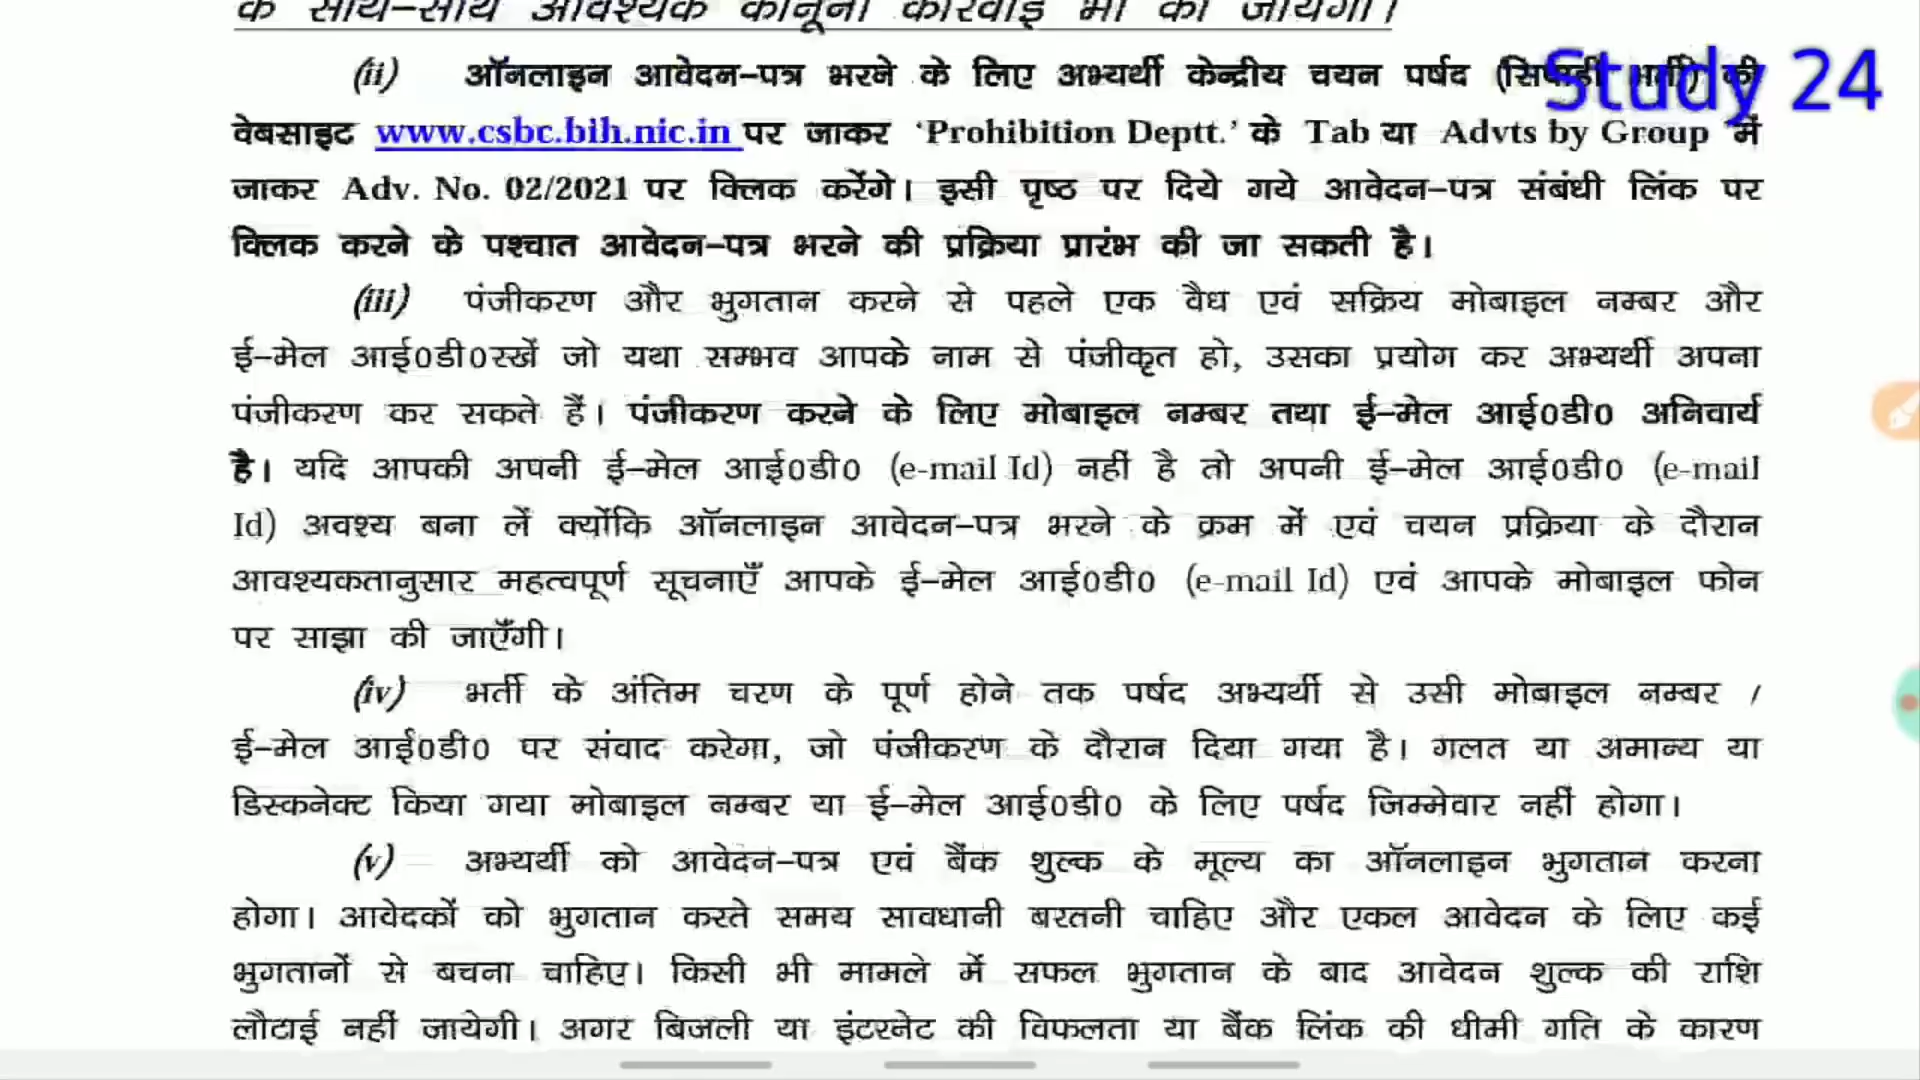 के साथ–साथ आवश्यक कानूनी कार्रवाई भी की जायेगी।
Study 24
(ii) ऑनलाइन आवेदन–पत्र भरने के लिए अभ्यर्थी केन्द्रीय चयन पर्षद (सिपाही भर्ती) की
वेबसाइट www.csbc.bih.nic.in पर जाकर ‘Prohibition Deptt.’ के Tab या Advts by Group में
जाकर Adv. No. 02/2021 पर क्लिक करेंगे। इसी पृष्ठ पर दिये गये आवेदन–पत्र संबंधी लिंक पर
क्लिक करने के पश्चात आवेदन–पत्र भरने की प्रक्रिया प्रारंभ की जा सकती है।
(iii) पंजीकरण और भुगतान करने से पहले एक वैध एवं सक्रिय मोबाइल नम्बर और
ई–मेल आई0डी0रखें जो यथा सम्भव आपके नाम से पंजीकृत हो, उसका प्रयोग कर अभ्यर्थी अपना
पंजीकरण कर सकते हैं। पंजीकरण करने के लिए मोबाइल नम्बर तथा ई–मेल आई0डी0 अनिवार्य
है। यदि आपकी अपनी ई–मेल आई0डी0 (e-mail Id) नहीं है तो अपनी ई–मेल आई0डी0 (e-mail
Id) अवश्य बना लें क्योंकि ऑनलाइन आवेदन–पत्र भरने के क्रम में एवं चयन प्रक्रिया के दौरान
आवश्यकतानुसार महत्वपूर्ण सूचनाएँ आपके ई–मेल आई0डी0 (e-mail Id) एवं आपके मोबाइल फोन
पर साझा की जाएँगी।
(iv) भर्ती के अंतिम चरण के पूर्ण होने तक पर्षद अभ्यर्थी से उसी मोबाइल नम्बर /
ई–मेल आई0डी0 पर संवाद करेगा, जो पंजीकरण के दौरान दिया गया है। गलत या अमान्य या
डिस्कनेक्ट किया गया मोबाइल नम्बर या ई–मेल आई0डी0 के लिए पर्षद जिम्मेवार नहीं होगा।
(v) अभ्यर्थी को आवेदन–पत्र एवं बैंक शुल्क के मूल्य का ऑनलाइन भुगतान करना
होगा। आवेदकों को भुगतान करते समय सावधानी बरतनी चाहिए और एकल आवेदन के लिए कई
भुगतानों से बचना चाहिए। किसी भी मामले में सफल भुगतान के बाद आवेदन शुल्क की राशि
लौटाई नहीं जायेगी। अगर बिजली या इंटरनेट की विफलता या बैंक लिंक की धीमी गति के कारण